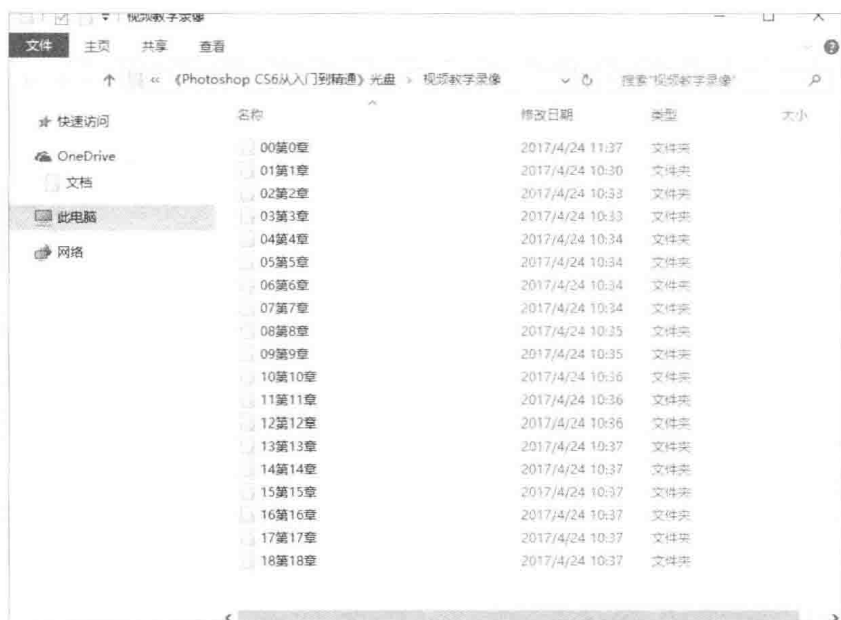 视频教学录像
文件 主页 共享 查看
↑ « 《Photoshop CS6从入门到精通》光盘 › 视频教学录像 搜索"视频教学录像"
名称 修改日期 类型 大小
快速访问
OneDrive
文档
此电脑
网络
00第0章 2017/4/24 11:37 文件夹
01第1章 2017/4/24 10:30 文件夹
02第2章 2017/4/24 10:33 文件夹
03第3章 2017/4/24 10:33 文件夹
04第4章 2017/4/24 10:34 文件夹
05第5章 2017/4/24 10:34 文件夹
06第6章 2017/4/24 10:34 文件夹
07第7章 2017/4/24 10:34 文件夹
08第8章 2017/4/24 10:35 文件夹
09第9章 2017/4/24 10:35 文件夹
10第10章 2017/4/24 10:36 文件夹
11第11章 2017/4/24 10:36 文件夹
12第12章 2017/4/24 10:36 文件夹
13第13章 2017/4/24 10:37 文件夹
14第14章 2017/4/24 10:37 文件夹
15第15章 2017/4/24 10:37 文件夹
16第16章 2017/4/24 10:37 文件夹
17第17章 2017/4/24 10:37 文件夹
18第18章 2017/4/24 10:37 文件夹